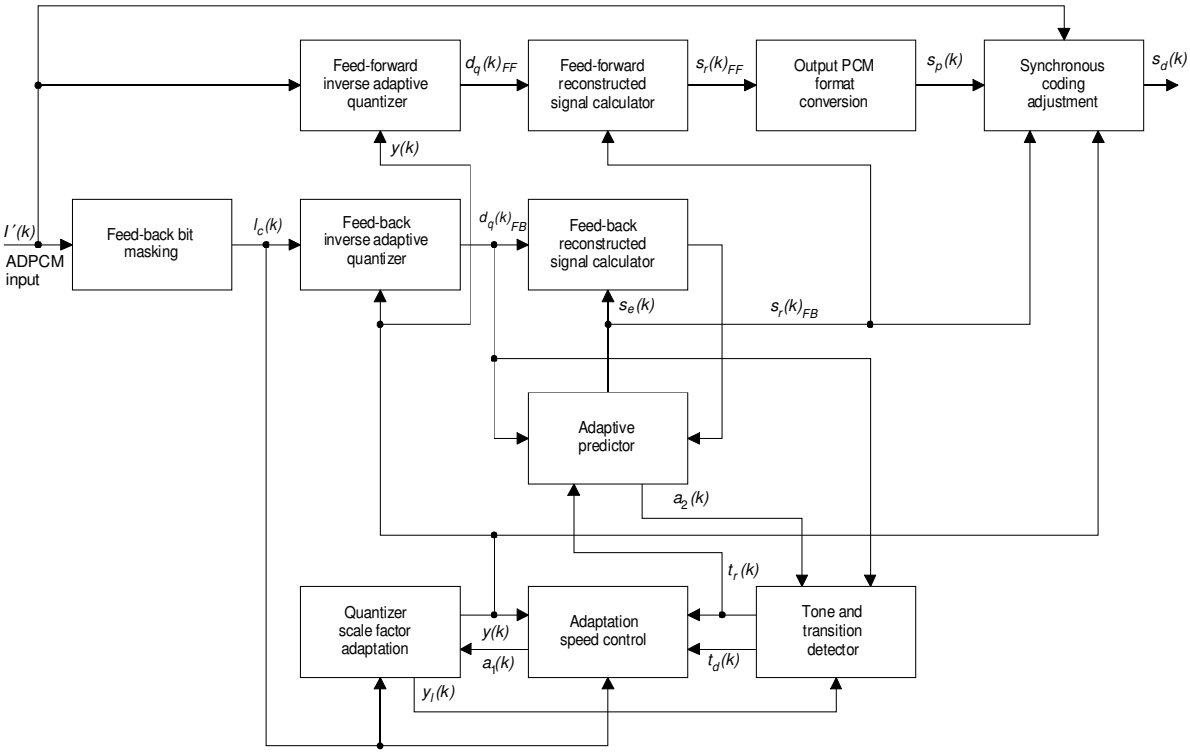 Feed-forward
inverse adaptive
quantizer
d_q(k)_FF
Feed-forward
reconstructed
signal calculator
s_r(k)_FF
Output PCM
format
conversion
s_p(k)
Synchronous
coding
adjustment
s_d(k)
y(k)
I´(k)
ADPCM
input
Feed-back bit
masking
I_c(k)
Feed-back
inverse adaptive
quantizer
d_q(k)_FB
Feed-back
reconstructed
signal calculator
s_e(k)
s_r(k)_FB
Adaptive
predictor
a_2(k)
t_r(k)
Quantizer
scale factor
adaptation
y(k)
a_1(k)
Adaptation
speed control
t_d(k)
Tone and
transition
detector
y_l(k)